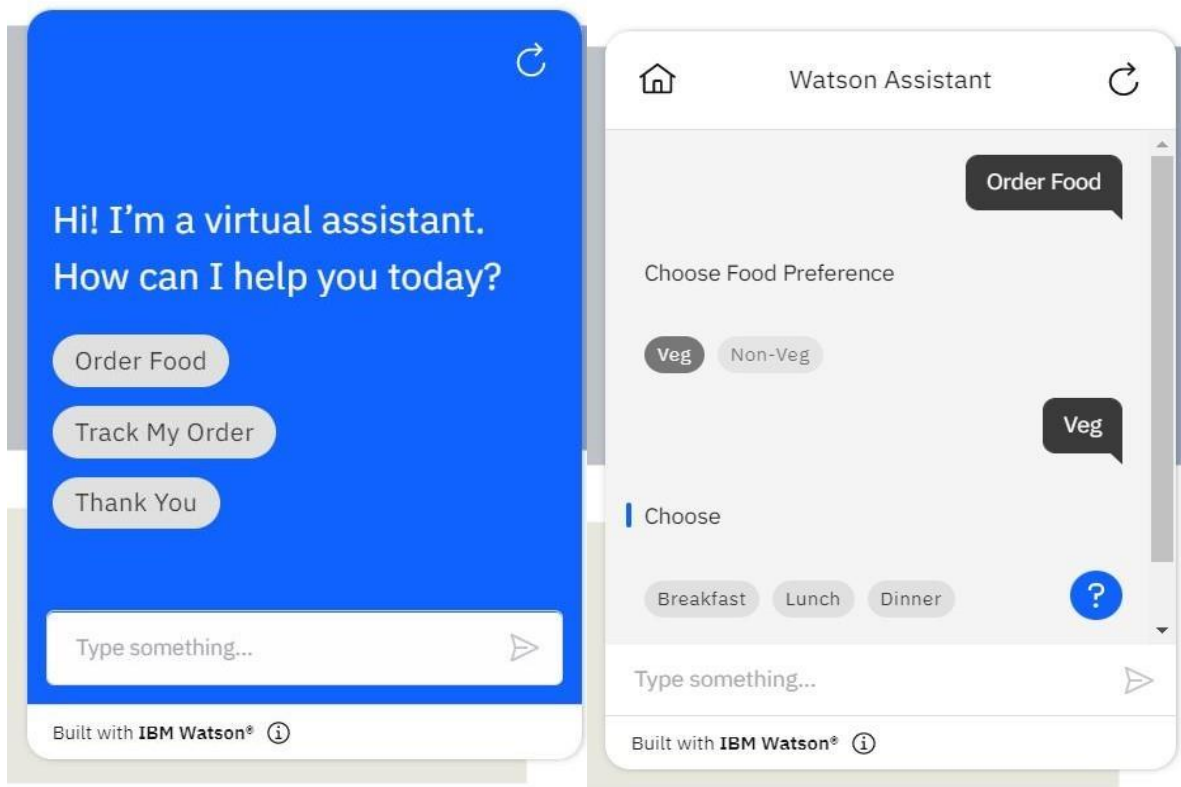 Hi! I’m a virtual assistant.
How can I help you today?
Order Food
Track My Order
Thank You
Type something...
Built with IBM Watson®
Watson Assistant
Order Food
Choose Food Preference
Veg Non-Veg
Veg
Choose
Breakfast Lunch Dinner
?
Type something...
Built with IBM Watson®